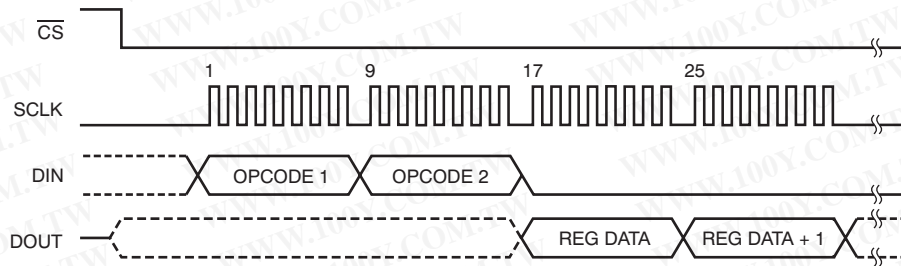 CS
1 9 17 25
SCLK
DIN OPCODE 1 OPCODE 2
DOUT REG DATA REG DATA + 1
WWW.100Y.COM.TW